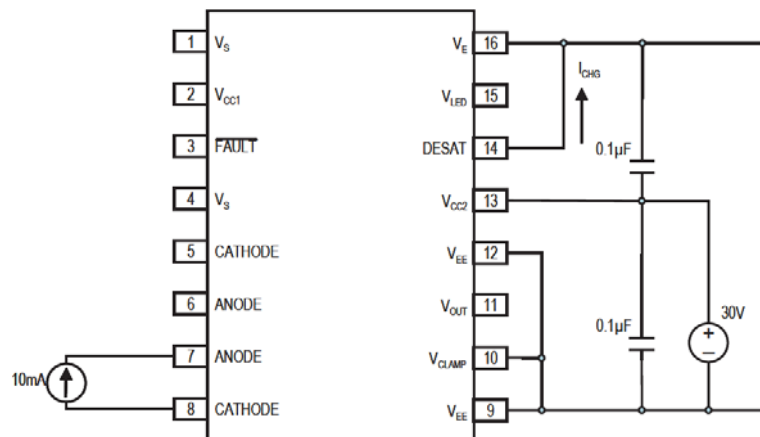 1 VS
2 VCC1
3 FAULT
4 VS
5 CATHODE
6 ANODE
7 ANODE
8 CATHODE
10mA
VE 16
VLED 15
DESAT 14
VCC2 13
VEE 12
VOUT 11
VCLAMP 10
VEE 9
ICHG
0.1µF
0.1µF
30V
+
–